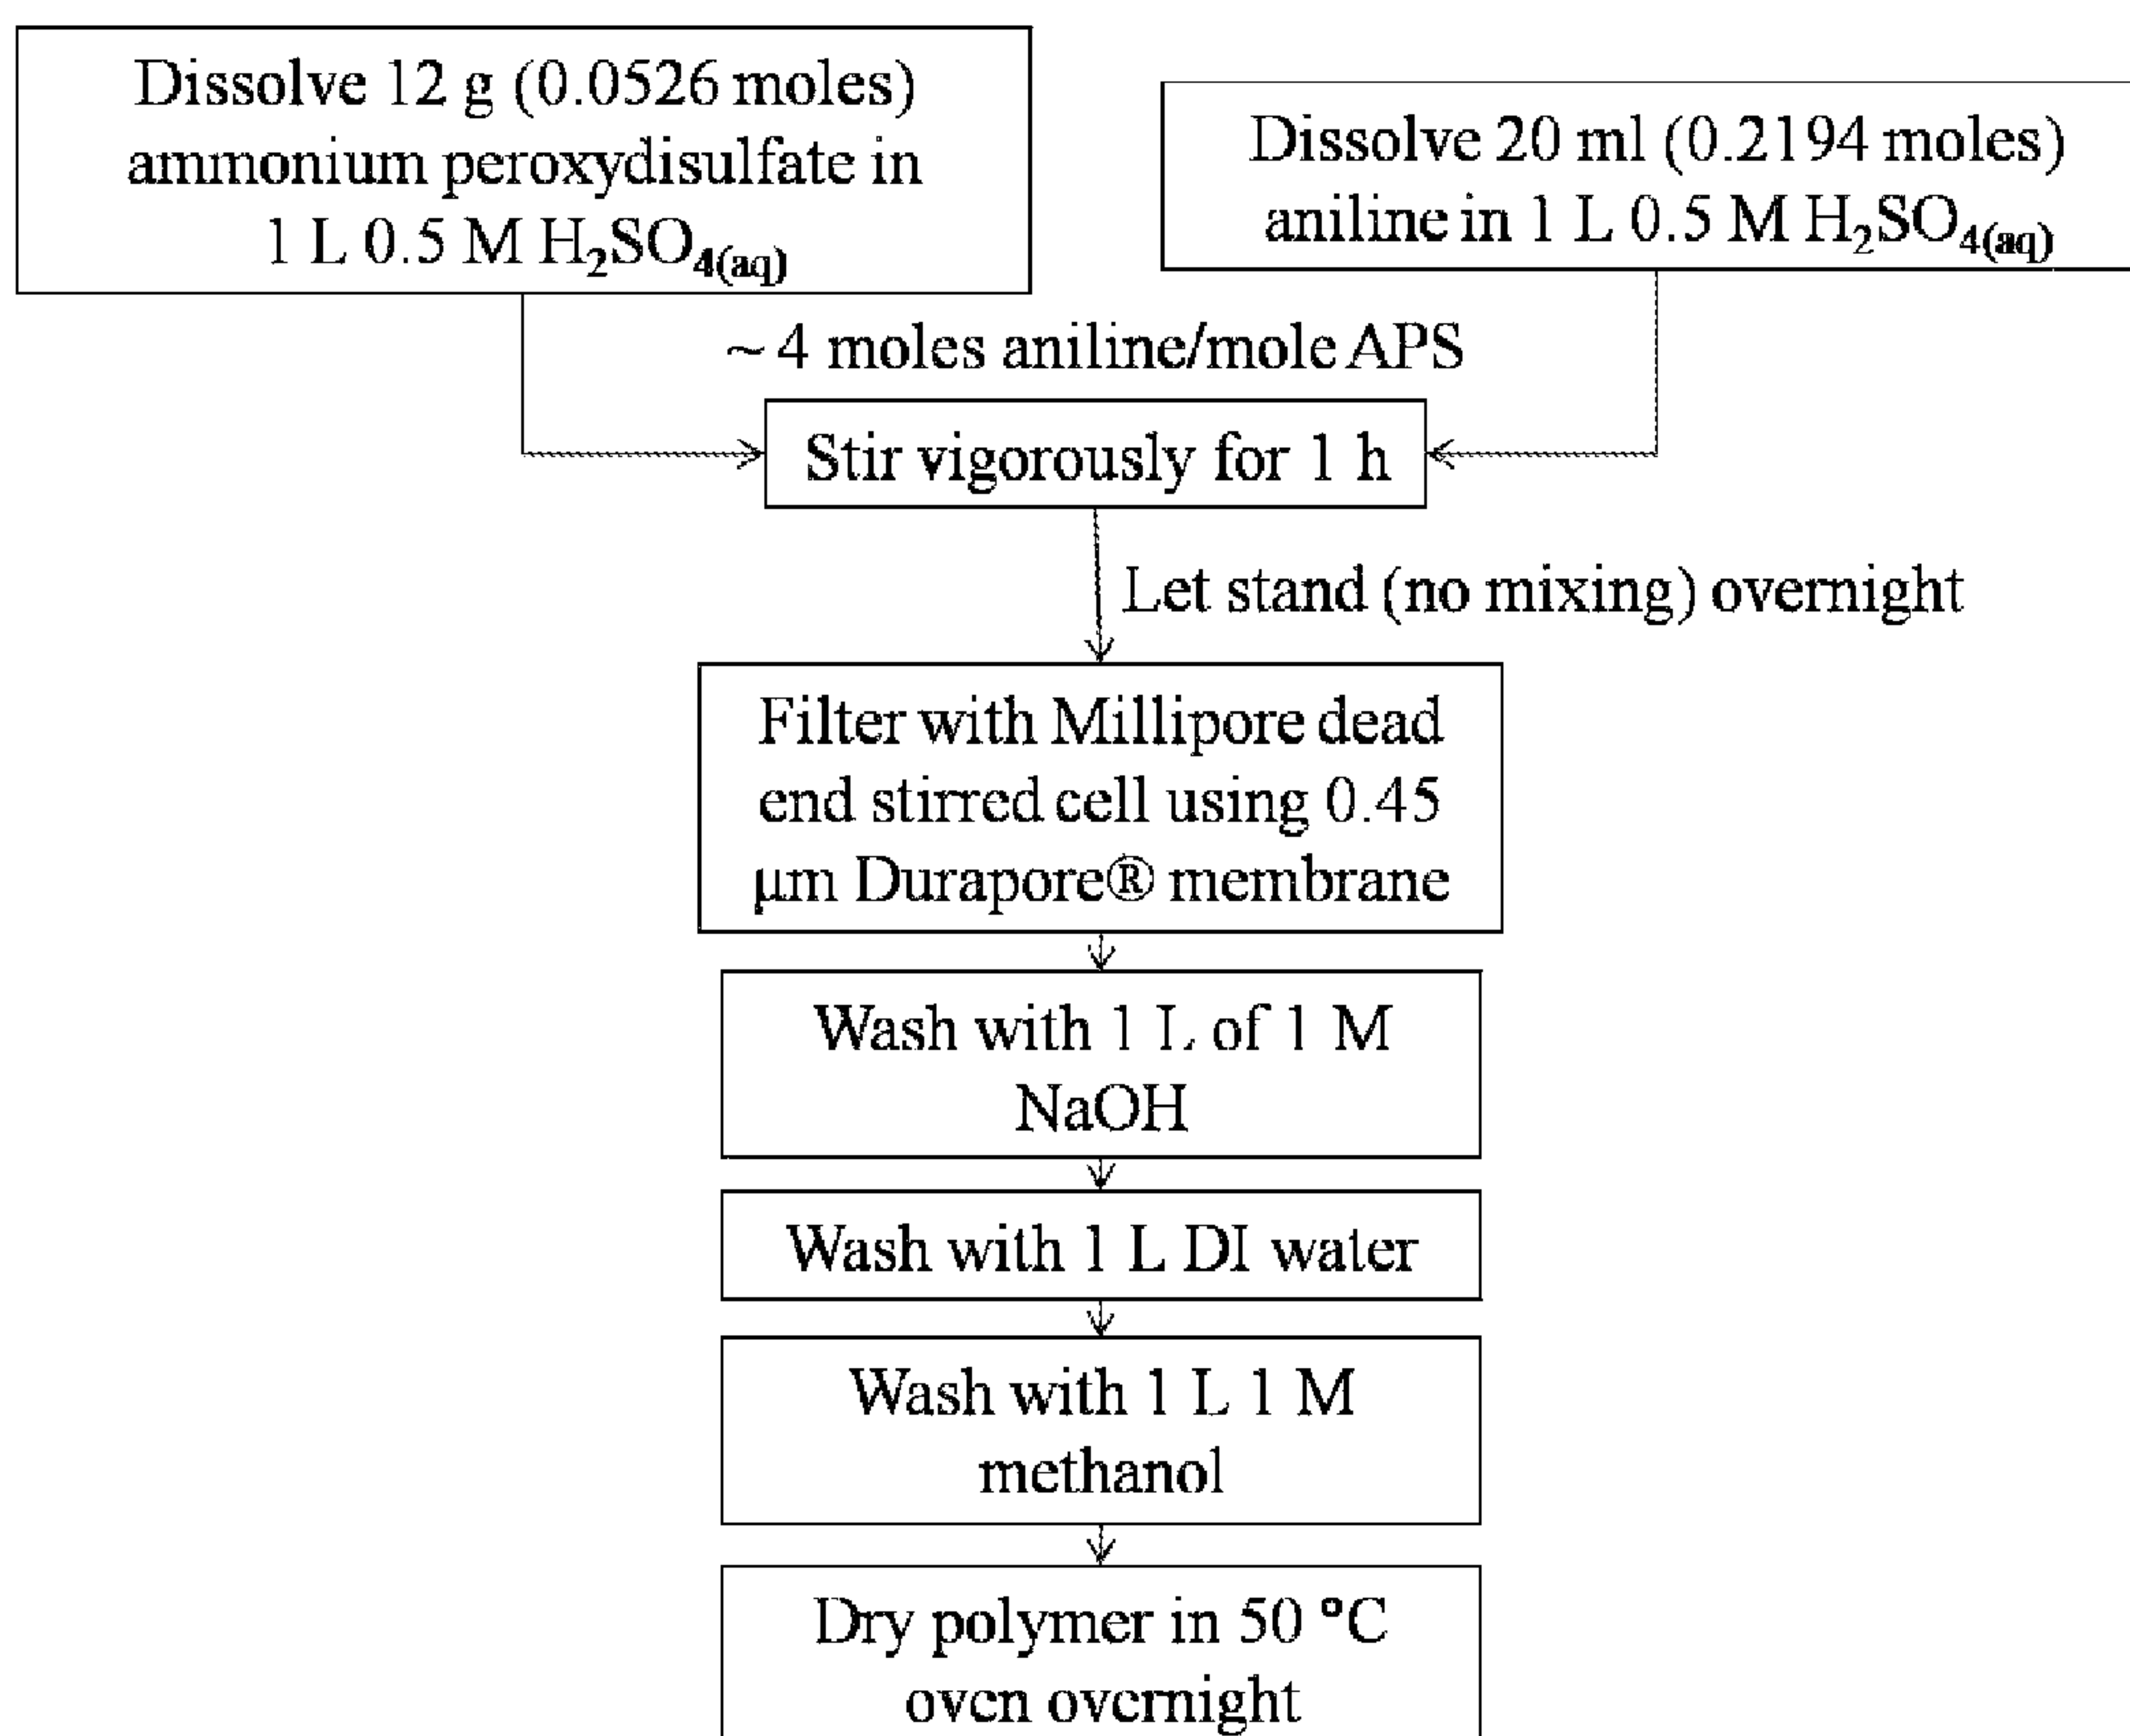 Dissolve 12 g (0.0526 moles)
ammonium peroxydisulfate in
1 L 0.5 M H₂SO₄₍aq₎
Dissolve 20 ml (0.2194 moles)
aniline in 1 L 0.5 M H₂SO₄₍aq₎
~ 4 moles aniline/mole APS
Stir vigorously for 1 h
Let stand (no mixing) overnight
Filter with Millipore dead
end stirred cell using 0.45
µm Durapore® membrane
Wash with 1 L of 1 M
NaOH
Wash with 1 L DI water
Wash with 1 L 1 M
methanol
Dry polymer in 50 °C
oven overnight